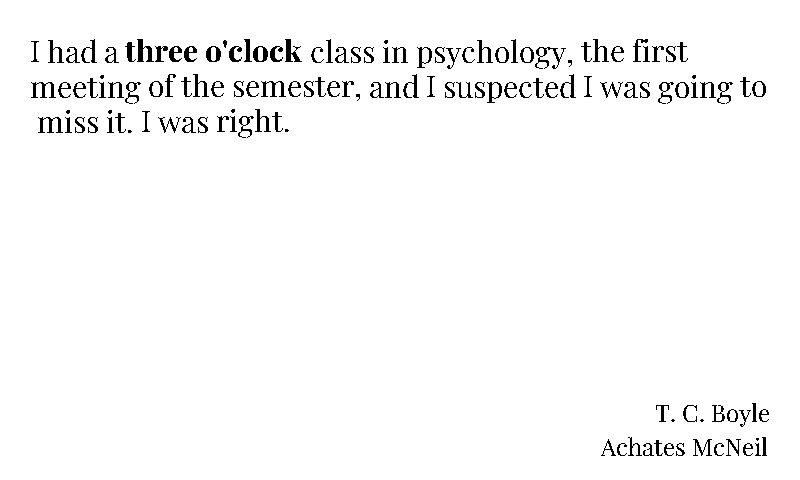 I had a three o'clock class in psychology, the first
meeting of the semester, and I suspected I was going to
miss it. I was right.
T. C. Boyle
Achates McNeil